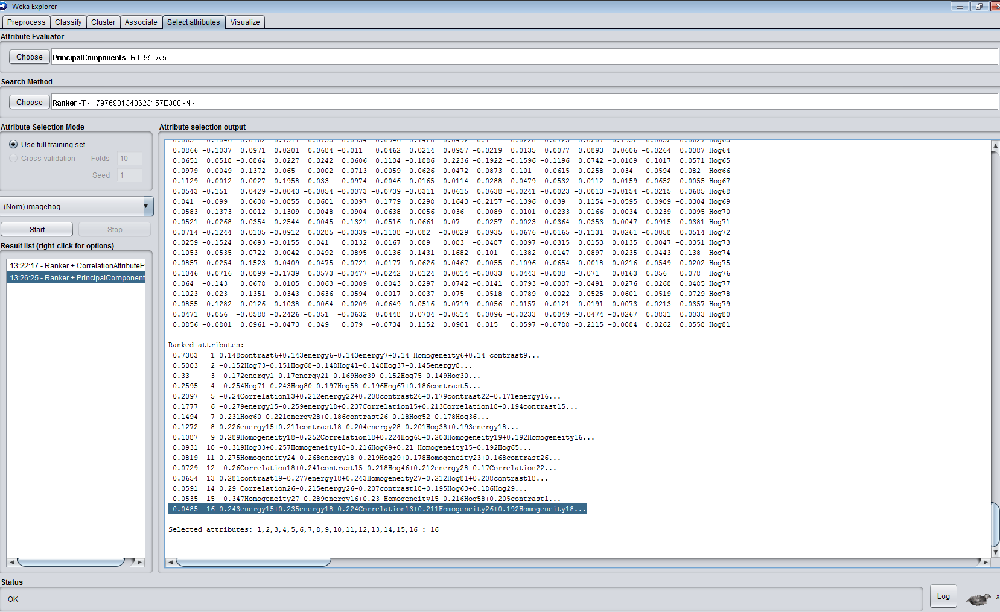 Weka Explorer
Preprocess Classify Cluster Associate Select attributes Visualize
Attribute Evaluator
Choose PrincipalComponents -R 0.95 -A 5
Search Method
Choose Ranker -T -1.7976931348623157E308 -N -1
Attribute Selection Mode
Use full training set
Cross-validation Folds 10
Seed 1
(Nom) imagehog
Start Stop
Result list (right-click for options)
13:22:17 - Ranker + CorrelationAttributeE
13:26:25 - Ranker + PrincipalComponent
Attribute selection output
0.0866 -0.1037 0.0971 0.0201 0.0684 -0.011 0.0462 0.0214 0.0957 -0.0219 0.0135 0.0077 0.0893 0.0606 -0.0264 0.0087 Hog64
0.0651 0.0518 -0.0864 0.0227 0.0242 0.0606 0.1104 -0.1886 0.2236 -0.1922 -0.1596 -0.1196 0.0742 -0.0109 0.1017 0.0571 Hog65
-0.0979 -0.0049 -0.1372 -0.065 -0.0002 -0.0713 0.0059 0.0626 -0.0472 -0.0873 0.101 0.0615 -0.0258 -0.034 0.0594 -0.082 Hog66
0.1129 -0.0012 -0.0027 -0.1958 0.033 -0.0974 0.0046 -0.0165 -0.0114 -0.0288 0.0479 -0.0532 -0.0112 -0.0159 -0.0652 -0.0055 Hog67
0.0543 -0.151 0.0429 -0.0043 -0.0054 -0.0073 -0.0739 -0.0311 0.0615 0.0638 -0.0241 -0.0023 -0.0013 -0.0154 -0.0215 0.0685 Hog68
0.041 -0.099 0.0638 -0.0855 0.0601 0.0097 0.1779 0.0298 0.1643 -0.2157 -0.1396 0.039 0.1154 -0.0595 0.0909 -0.0304 Hog69
-0.0583 0.1373 0.0012 0.1309 -0.0048 0.0904 -0.0638 0.0056 -0.036 0.0089 0.0101 -0.0233 -0.0166 0.0034 -0.0239 0.0095 Hog70
0.0521 0.0268 0.0354 -0.2544 -0.0045 -0.1321 0.0516 0.0661 -0.07 -0.0257 -0.0023 0.0364 -0.0353 -0.0047 0.0915 0.0381 Hog71
0.0714 -0.1244 0.0105 -0.0912 0.0285 -0.0339 -0.1108 -0.082 -0.0029 0.0935 0.0676 -0.0165 -0.1131 0.0261 -0.0058 0.0514 Hog72
0.0259 -0.1524 0.0693 -0.0155 0.041 0.0132 0.0167 0.089 0.083 -0.0487 0.0097 -0.0315 0.0153 0.0135 0.0047 -0.0351 Hog73
0.1053 0.0535 -0.0722 0.0042 0.0492 0.0895 0.0136 -0.1431 0.1682 -0.101 -0.1382 0.0147 0.0897 0.0235 0.0443 -0.138 Hog74
-0.0857 -0.0254 -0.1523 -0.0409 -0.0475 -0.0721 0.0177 -0.0626 -0.0467 -0.0055 0.1096 0.0654 -0.0018 -0.0216 0.0549 0.0202 Hog75
0.1046 0.0716 0.0099 -0.1739 0.0573 -0.0477 -0.0242 0.0124 0.0014 -0.0033 0.0443 -0.008 -0.071 0.0163 0.056 0.078 Hog76
0.064 -0.143 0.0678 0.0105 0.0063 -0.0009 0.0043 0.0297 0.0742 -0.0141 0.0793 -0.0007 -0.0491 0.0276 0.0268 0.0485 Hog77
0.1023 0.023 0.1351 -0.0343 0.0636 0.0594 0.0017 -0.0037 0.075 -0.0518 -0.0789 -0.0022 0.0525 -0.0601 0.0519 -0.0729 Hog78
-0.0855 0.1282 -0.0126 0.1038 -0.0064 0.0209 -0.0649 -0.0516 -0.0719 -0.0056 -0.0157 0.0121 0.0191 -0.0073 -0.0213 0.0357 Hog79
0.0471 0.056 -0.0588 -0.2426 -0.051 -0.0632 0.0448 0.0704 -0.0514 0.0096 -0.0233 0.0049 -0.0474 -0.0267 0.0831 0.0033 Hog80
0.0856 -0.0801 0.0961 -0.0473 0.049 0.079 -0.0734 0.1152 0.0901 0.015 0.0597 -0.0788 -0.2115 -0.0084 0.0262 0.0558 Hog81
Ranked attributes:
0.7303 1 0.148contrast6+0.143energy6-0.143energy7+0.14 Homogeneity6+0.14 contrast9...
0.5003 2 -0.152Hog73-0.151Hog68-0.148Hog41-0.148Hog37-0.145energy8...
0.33 3 -0.172energy1-0.17energy21-0.169Hog39-0.152Hog75-0.149Hog30...
0.2595 4 -0.254Hog71-0.243Hog80-0.197Hog58-0.196Hog67+0.186contrast5...
0.2097 5 -0.24Correlation13+0.212energy22+0.208contrast26+0.179contrast22-0.171energy16...
0.1777 6 -0.279energy15-0.259energy18+0.237Correlation15+0.213Correlation18+0.194contrast15...
0.1494 7 0.231Hog60-0.221energy28+0.186contrast26-0.18Hog52-0.178Hog36...
0.1272 8 0.226energy15+0.211contrast18-0.204energy28-0.201Hog38+0.193energy18...
0.1087 9 0.289Homogeneity18-0.252Correlation18+0.224Hog65+0.203Homogeneity19+0.192Homogeneity16...
0.0931 10 -0.319Hog33+0.257Homogeneity18-0.216Hog69+0.21 Homogeneity15-0.192Hog65...
0.0819 11 0.275Homogeneity24-0.268energy18-0.219Hog29+0.178Homogeneity23+0.168contrast26...
0.0729 12 -0.26Correlation18+0.241contrast15-0.218Hog46+0.212energy28-0.17Correlation22...
0.0654 13 0.281contrast19-0.277energy18+0.243Homogeneity27-0.212Hog81+0.208contrast18...
0.0591 14 0.29 Correlation26-0.215energy26-0.207contrast18+0.195Hog63+0.186Hog29...
0.0535 15 -0.347Homogeneity27-0.289energy16+0.23 Homogeneity15-0.216Hog58+0.205contrast1...
0.0485 16 0.243energy15+0.235energy18-0.224Correlation13+0.211Homogeneity26+0.192Homogeneity18...
Selected attributes: 1,2,3,4,5,6,7,8,9,10,11,12,13,14,15,16 : 16
Status
OK
Log
x